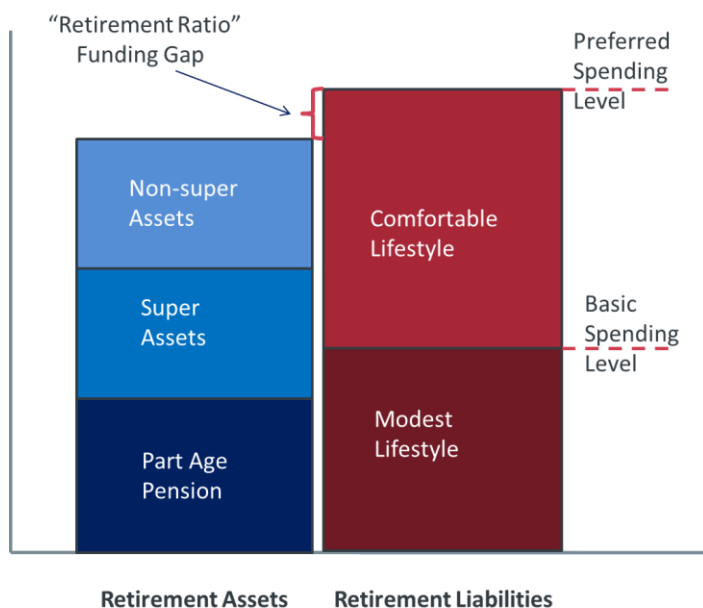 “Retirement Ratio”
Funding Gap
Preferred
Spending
Level
Non-super
Assets
Comfortable
Lifestyle
Super
Assets
Basic
Spending
Level
Modest
Lifestyle
Part Age
Pension
Retirement Assets
Retirement Liabilities